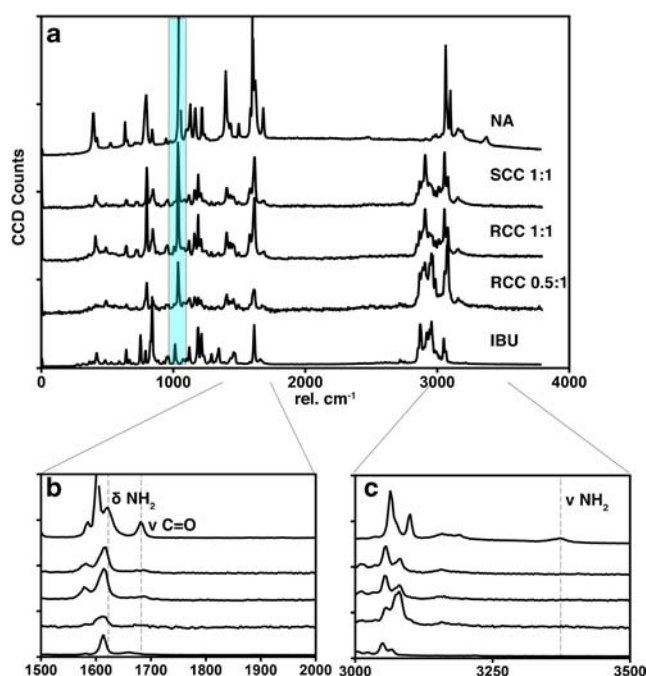 a
NA
SCC 1:1
RCC 1:1
RCC 0.5:1
IBU
CCD Counts
0 1000 2000 3000 4000
rel. cm⁻¹
b
δ NH₂
ν C=O
1500 1600 1700 1800 1900 2000
c
ν NH₂
3000 3250 3500